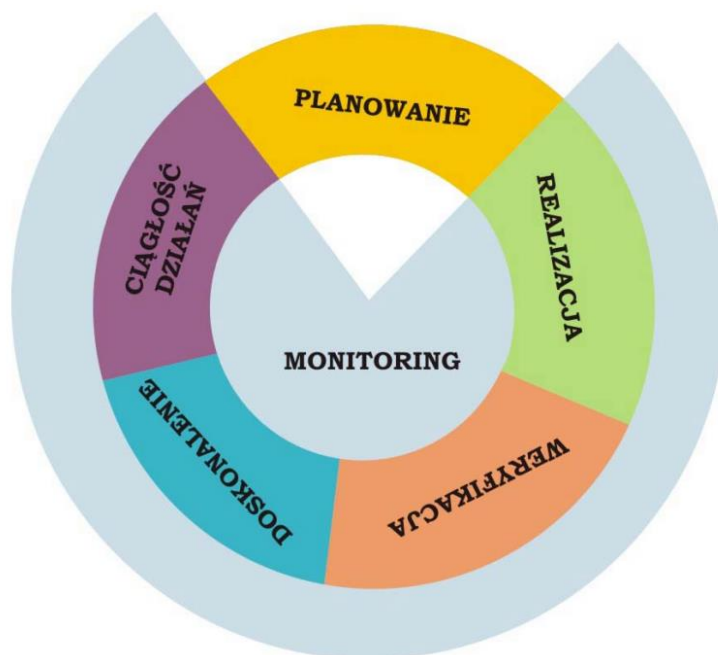 PLANOWANIE
REALIZACJA
WERYFIKACJA
DOSKONALENIE
CIĄGŁOŚĆ
DZIAŁAŃ
MONITORING